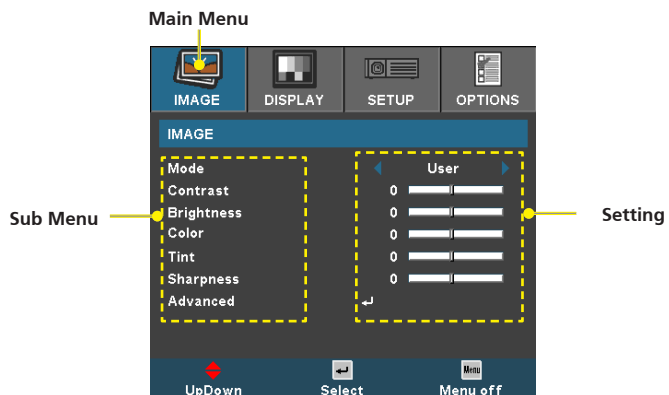 Main Menu
IMAGE DISPLAY SETUP OPTIONS
IMAGE
Mode User
Contrast 0
Brightness 0
Sub Menu
Setting
Color 0
Tint 0
Sharpness 0
Advanced
Menu
UpDown Select Menu off